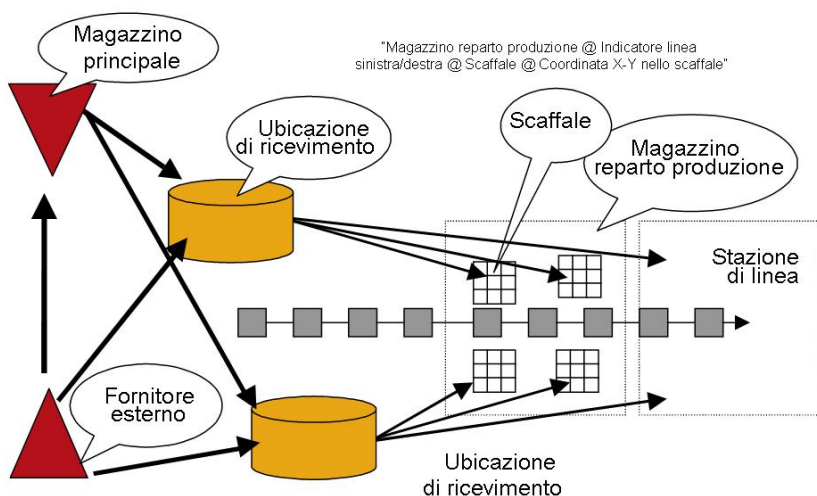 Magazzino
principale
"Magazzino reparto produzione @ Indicatore linea
sinistra/destra @ Scaffale @ Coordinata X-Y nello scaffale"
Ubicazione
di ricevimento
Scaffale
Magazzino
reparto produzione
Stazione
di linea
Fornitore
esterno
Ubicazione
di ricevimento